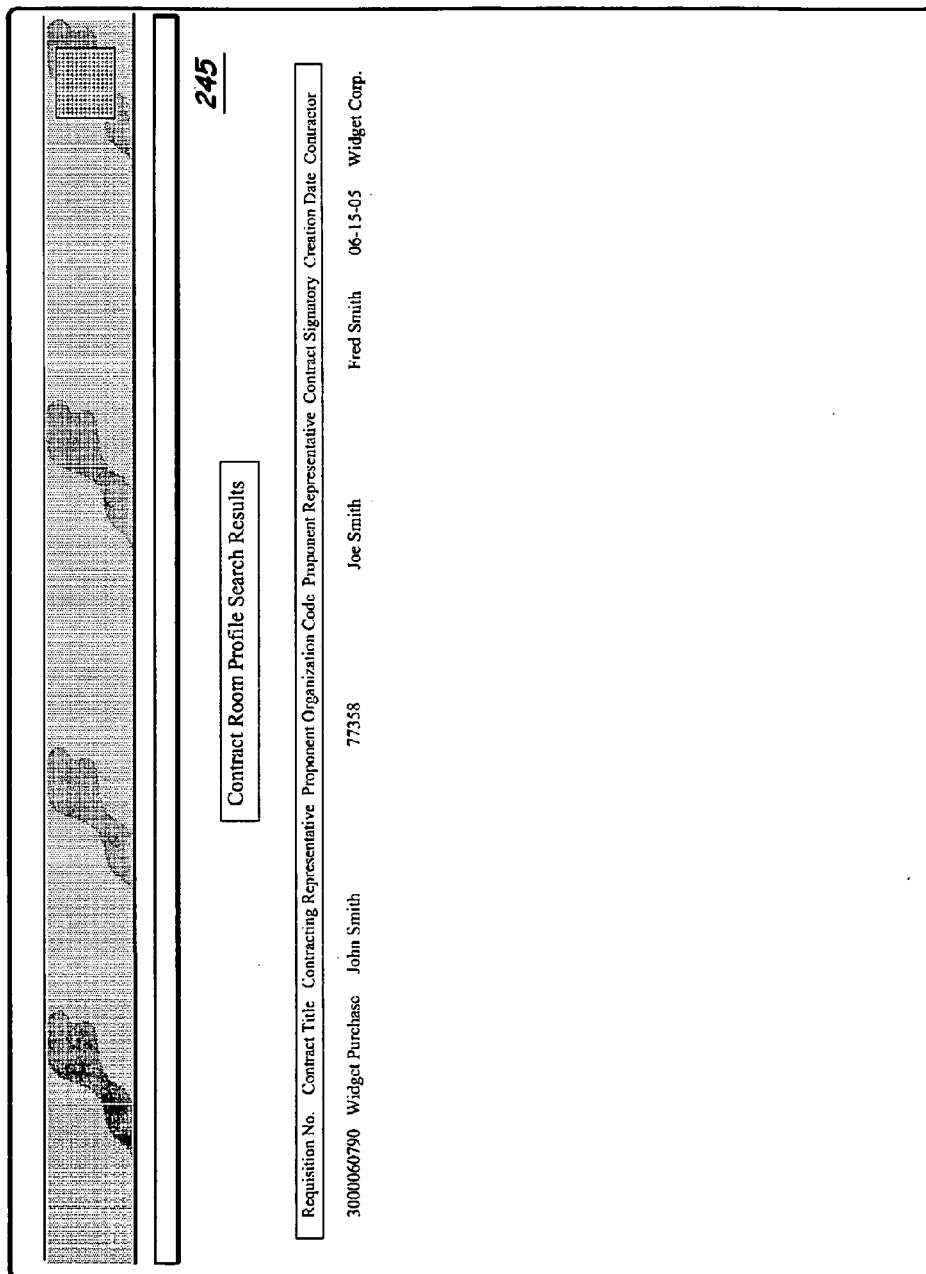 245
Contract Room Profile Search Results
Requisition No. Contract Title Contracting Representative Proponent Organization Code Proponent Representative Contract Signatory Creation Date Contractor
3000060790 Widget Purchase John Smith 77358 Joe Smith Fred Smith 06-15-05 Widget Corp.